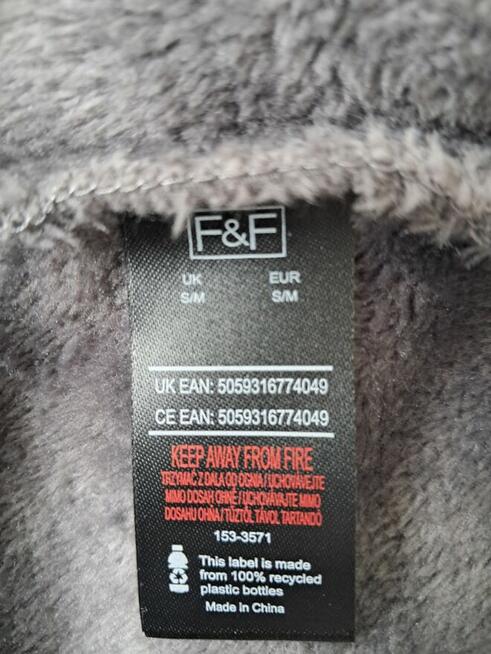 F&F
UK EUR
S/M S/M
UK EAN: 5059316774049
CE EAN: 5059316774049
KEEP AWAY FROM FIRE
TRZYMAĆ Z DALA OD OGNIA / UCHOVÁVEJTE
MIMO DOSAH OHNĚ / UCHOVÁVAJTE MIMO
DOSAHU OHŇA / TŰZTŐL TÁVOL TARTANDÓ
153-3571
This label is made
from 100% recycled
plastic bottles
Made in China